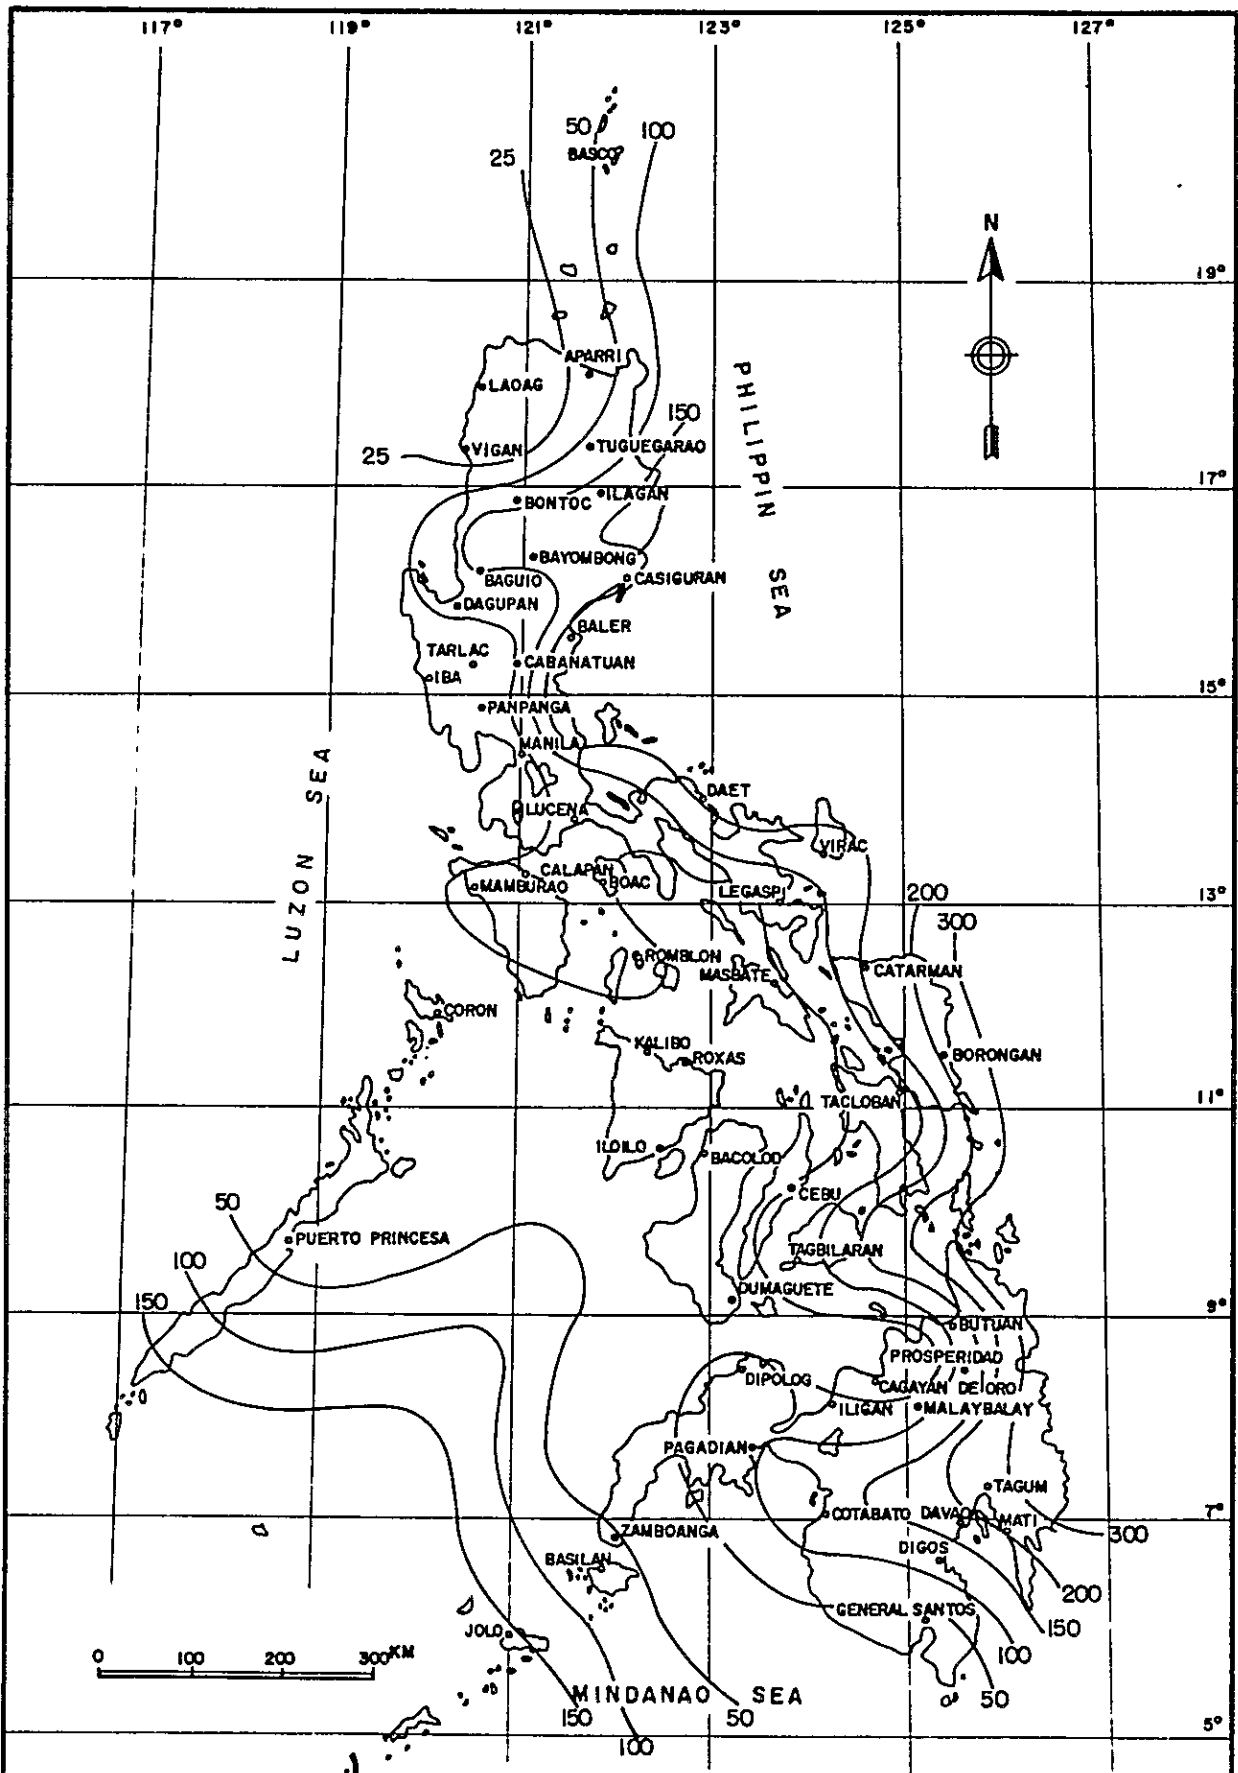 117° 119° 121° 123° 125° 127°
50
100
BASCO
25
N
19°
APARRI
LAOAG
PHILIPPIN SEA
150
VIGAN
TUGUEGARAO
25
17°
BONTOC
ILAGAN
BAYOMBONG
BAGUIO
CASIGURAN
DAGUPAN
BALER
TARLAC
CABANATUAN
IBA
15°
PANPANGA
MANILA
LUZON SEA
DAET
LUCENA
VIRAC
CALAPAN
MAMBURAO
BOAC
LEGASPI
200
13°
300
ROMBLON
MASBATE
CATARMAN
CORON
KALIBO
ROXAS
BORONGAN
TACLOBAN
11°
ILOILO
BACOLOD
CEBU
50
PUERTO PRINCESA
TAGBILARAN
100
DUMAGUETE
150
9°
BUTUAN
PROSPERIDAD
DIPOLOG
CAGAYAN DE ORO
ILIGAN
MALAYBALAY
PAGADIAN
TAGUM
COTABATO
DAVAO
MATI
7°
300
ZAMBOANGA
DIGOS
BASILAN
200
GENERAL SANTOS
150
JOLO
100
0 100 200 300KM
MINDANAO SEA
50
150
50
100
5°